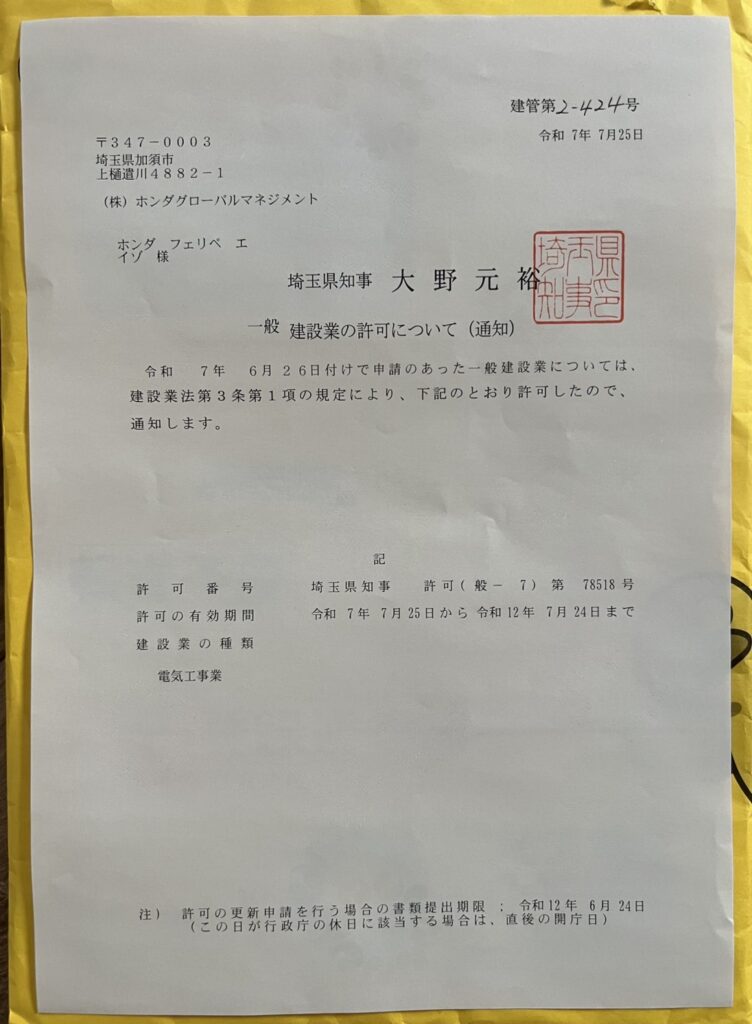 建管第2-424号
令和 7年 7月25日
〒347-0003
埼玉県加須市
上樋遣川4882-1
(株)ホンダグローバルマネジメント
ホンダ フェリペ エ
イゾ 様
埼玉県知事 大野元裕
埼玉県知事印
一般 建設業の許可について(通知)
令和 7年 6月26日付けで申請のあった一般建設業については、
建設業法第3条第1項の規定により、下記のとおり許可したので、
通知します。
記
許可番号 埼玉県知事 許可(般-7)第 78518号
許可の有効期間 令和 7年 7月25日から 令和12年 7月24日まで
建設業の種類
電気工事業
注) 許可の更新申請を行う場合の書類提出期限 ; 令和12年 6月24日
(この日が行政庁の休日に該当する場合は、直後の開庁日)